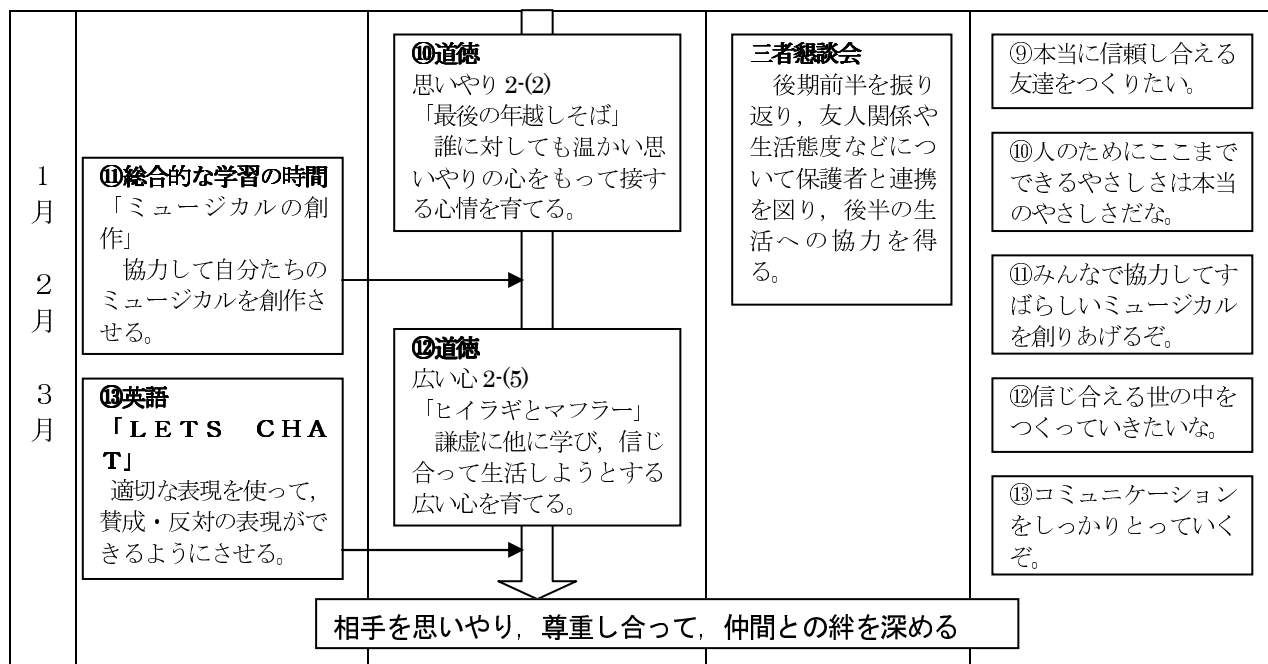 1
月
2
月
3
月
⑪総合的な学習の時間
「ミュージカルの創
作」
協力して自分たちの
ミュージカルを創作さ
せる。
⑬英語
「LETS CHA
T」
適切な表現を使って，
賛成・反対の表現がで
きるようにさせる。
⑩道徳
思いやり 2-(2)
「最後の年越しそば」
誰に対しても温かい思
いやりの心をもって接す
る心情を育てる。
⑫道徳
広い心 2-(5)
「ヒイラギとマフラー」
謙虚に他に学び，信じ
合って生活しようとする
広い心を育てる。
三者懇談会
後期前半を振り
返り，友人関係や
生活態度などにつ
いて保護者と連携
を図り，後半の生
活への協力を得
る。
⑨本当に信頼し合える
友達をつくりたい。
⑩人のためにここまで
できるやさしさは本当
のやさしさだな。
⑪みんなで協力してす
ばらしいミュージカル
を創りあげるぞ。
⑫信じ合える世の中を
つくっていきたいな。
⑬コミュニケーション
をしっかりとっていく
ぞ。
相手を思いやり，尊重し合って，仲間との絆を深める